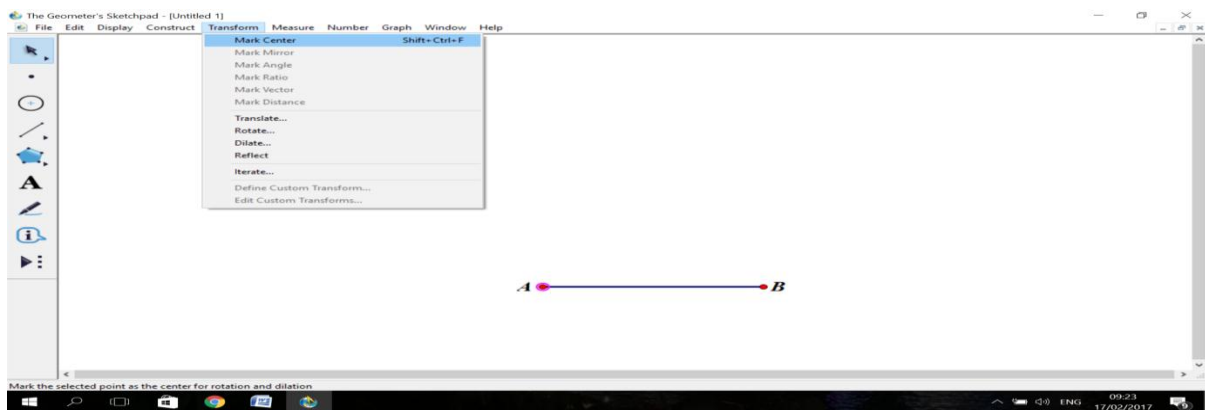 The Geometer's Sketchpad - [Untitled 1]
File Edit Display Construct Transform Measure Number Graph Window Help
Mark Center Shift+Ctrl+F
Mark Mirror
Mark Angle
Mark Ratio
Mark Vector
Mark Distance
Translate...
Rotate...
Dilate...
Reflect
Iterate...
Define Custom Transform...
Edit Custom Transforms...
A
A B
Mark the selected point as the center for rotation and dilation
ENG 09:23
17/02/2017